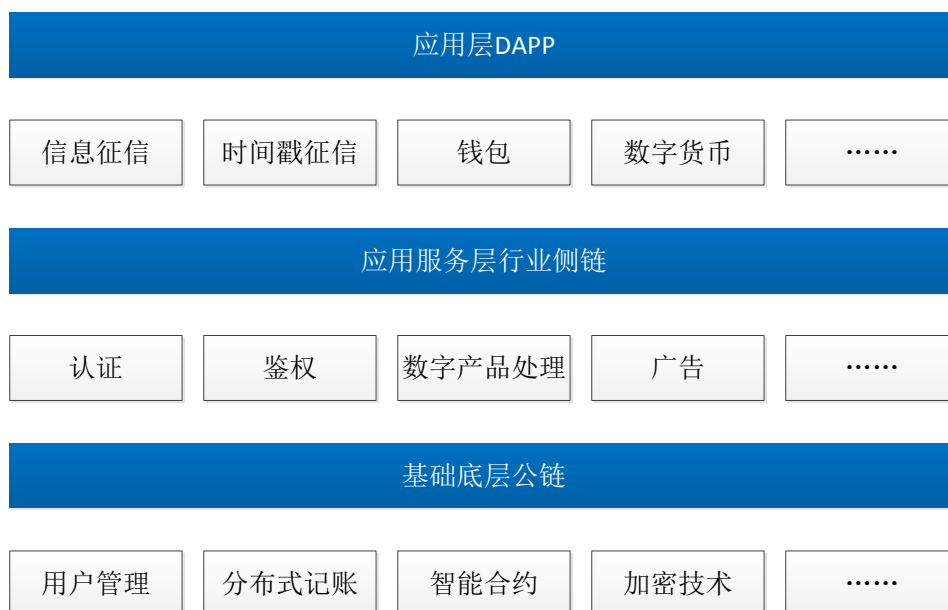 应用层DAPP
信息征信 时间戳征信 钱包 数字货币 ……
应用服务层行业侧链
认证 鉴权 数字产品处理 广告 ……
基础底层公链
用户管理 分布式记账 智能合约 加密技术 ……